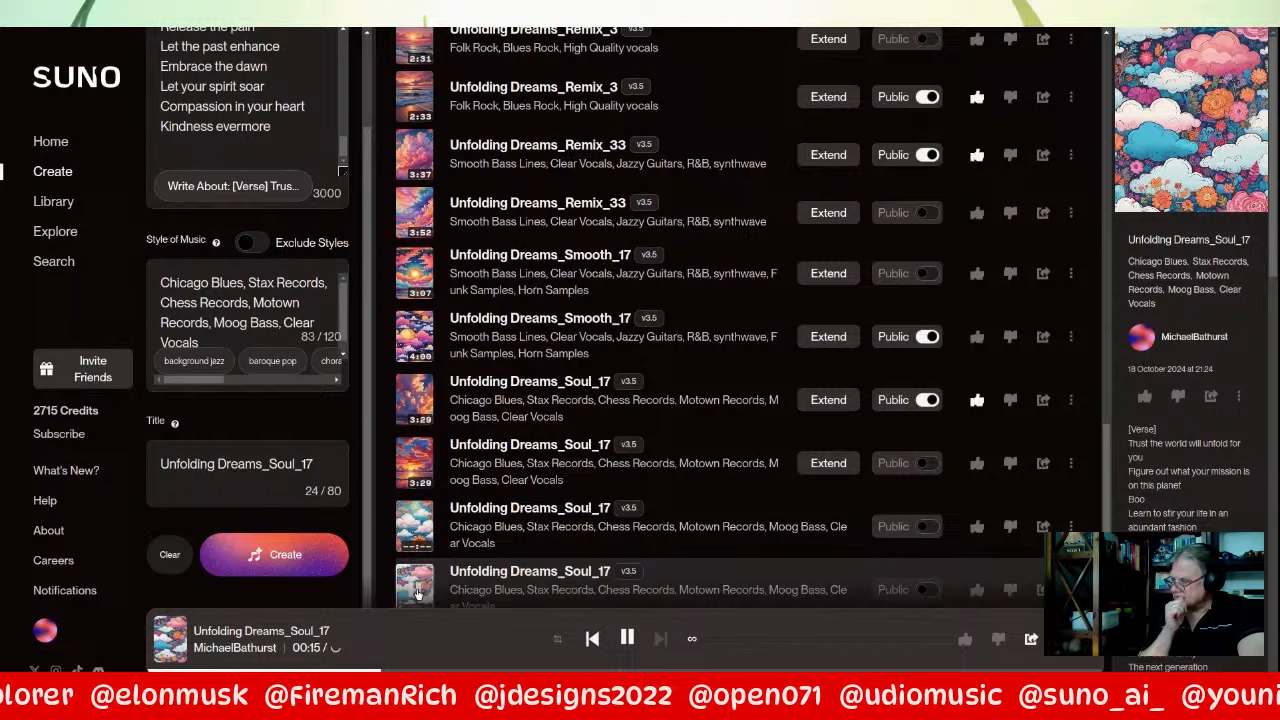 SUNO
Home
Create
Library
Explore
Search
Invite
Friends
2715 Credits
Subscribe
What's New?
Help
About
Careers
Notifications
Release the pain
Let the past enhance
Embrace the dawn
Let your spirit soar
Compassion in your heart
Kindness evermore
Write About: [Verse] Trus...
3000
Style of Music
Exclude Styles
Chicago Blues, Stax Records,
Chess Records, Motown
Records, Moog Bass, Clear
Vocals
83 / 120
background jazz
baroque pop
chora
Title
Unfolding Dreams_Soul_17
24 / 80
Clear
Create
Unfolding Dreams_Remix_3 v3.5
Folk Rock, Blues Rock, High Quality vocals
2:31
Extend
Public
Unfolding Dreams_Remix_3 v3.5
Folk Rock, Blues Rock, High Quality vocals
2:33
Extend
Public
Unfolding Dreams_Remix_33 v3.5
Smooth Bass Lines, Clear Vocals, Jazzy Guitars, R&B, synthwave
3:37
Extend
Public
Unfolding Dreams_Remix_33 v3.5
Smooth Bass Lines, Clear Vocals, Jazzy Guitars, R&B, synthwave
3:52
Extend
Public
Unfolding Dreams_Smooth_17 v3.5
Smooth Bass Lines, Clear Vocals, Jazzy Guitars, R&B, synthwave, F
unk Samples, Horn Samples
3:07
Extend
Public
Unfolding Dreams_Smooth_17 v3.5
Smooth Bass Lines, Clear Vocals, Jazzy Guitars, R&B, synthwave, F
unk Samples, Horn Samples
4:00
Extend
Public
Unfolding Dreams_Soul_17 v3.5
Chicago Blues, Stax Records, Chess Records, Motown Records, M
oog Bass, Clear Vocals
3:29
Extend
Public
Unfolding Dreams_Soul_17 v3.5
Chicago Blues, Stax Records, Chess Records, Motown Records, M
oog Bass, Clear Vocals
3:29
Extend
Public
Unfolding Dreams_Soul_17 v3.5
Chicago Blues, Stax Records, Chess Records, Motown Records, Moog Bass, Cle
ar Vocals
--:--
Public
Unfolding Dreams_Soul_17 v3.5
Chicago Blues, Stax Records, Chess Records, Motown Records, Moog Bass, Cle
ar Vocals
Public
Unfolding Dreams_Soul_17
MichaelBathurst | 00:15 /
Unfolding Dreams_Soul_17
Chicago Blues, Stax Records,
Chess Records, Motown
Records, Moog Bass, Clear
Vocals
MichaelBathurst
18 October 2024 at 21:24
[Verse]
Trust the world will unfold for
you
Figure out what your mission is
on this planet
Boo
Learn to stir your life in an
abundant fashion
The next generation
plorer @elonmusk @FiremanRich @jdesigns2022 @open071 @udiomusic @suno_ai_ @youni